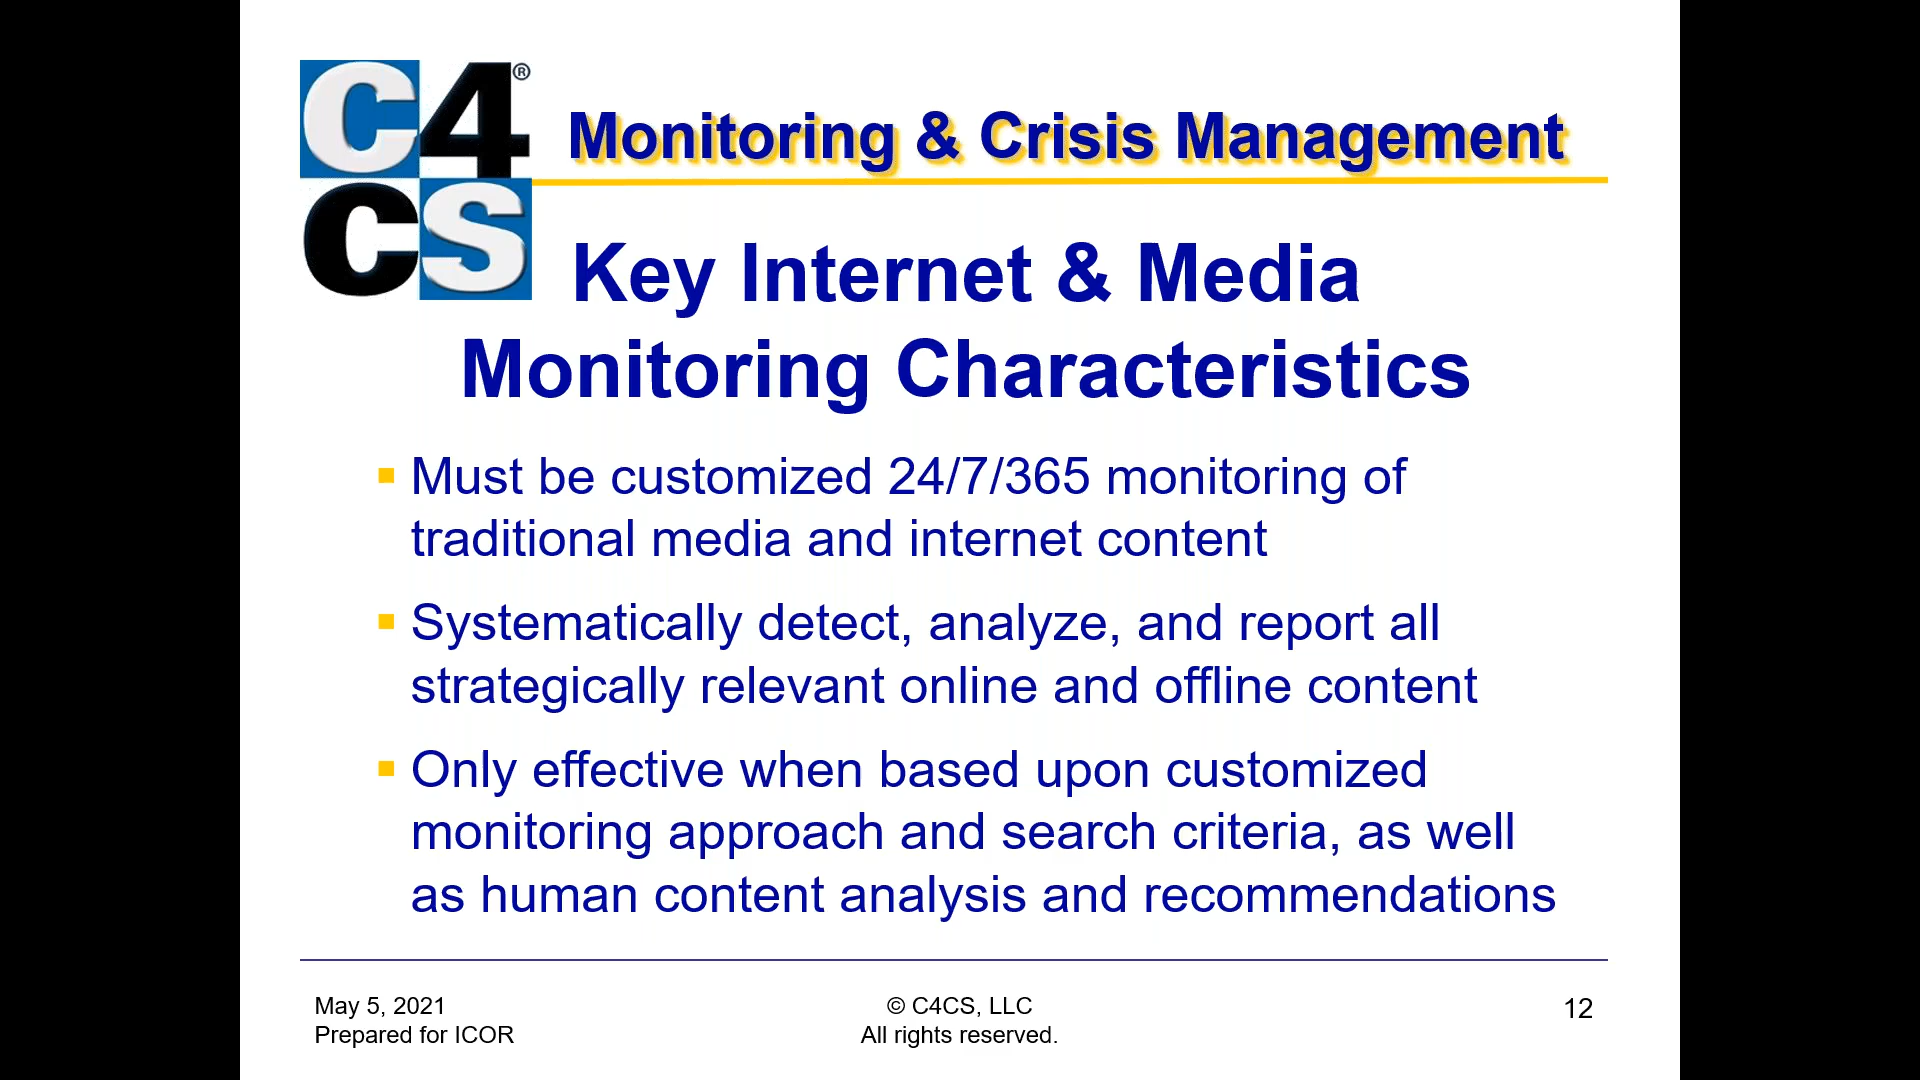 C4®
CS
Monitoring & Crisis Management
Key Internet & Media
Monitoring Characteristics
Must be customized 24/7/365 monitoring of
traditional media and internet content
Systematically detect, analyze, and report all
strategically relevant online and offline content
Only effective when based upon customized
monitoring approach and search criteria, as well
as human content analysis and recommendations
May 5, 2021
Prepared for ICOR
© C4CS, LLC
All rights reserved.
12